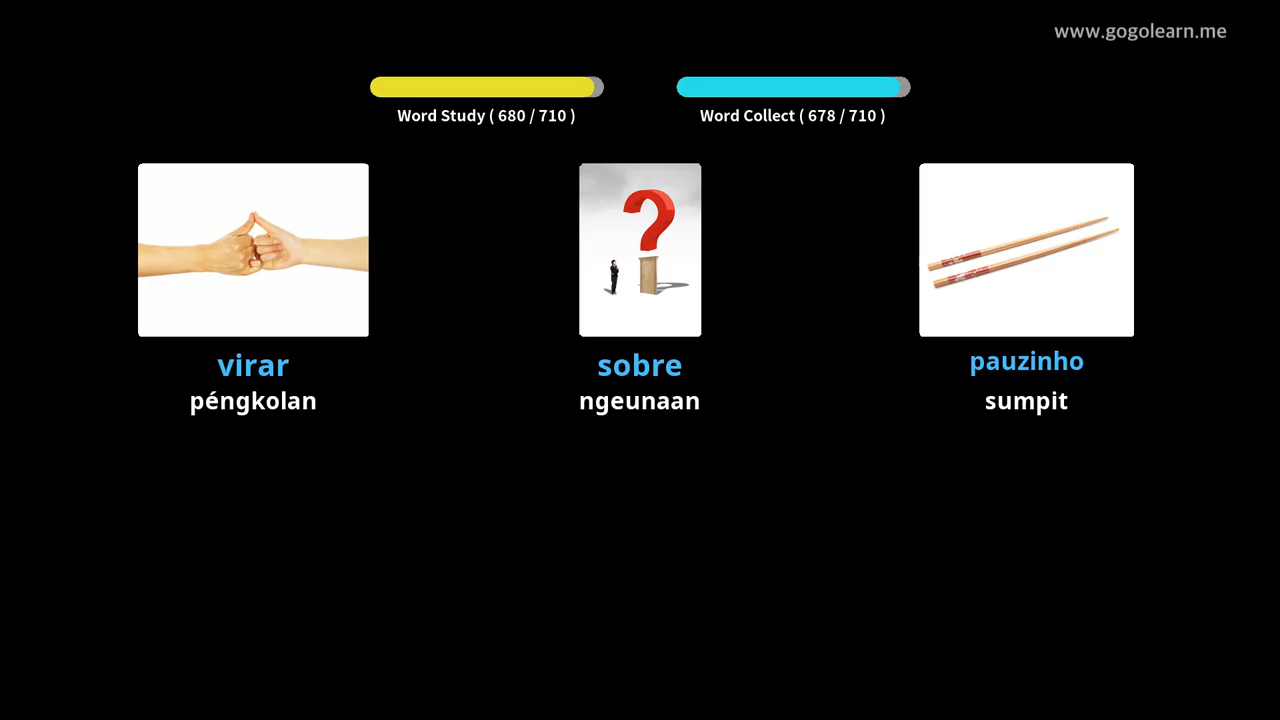 www.gogolearn.me
Word Study ( 680 / 710 )
Word Collect ( 678 / 710 )
virar
péngkolan
sobre
ngeunaan
pauzinho
sumpit